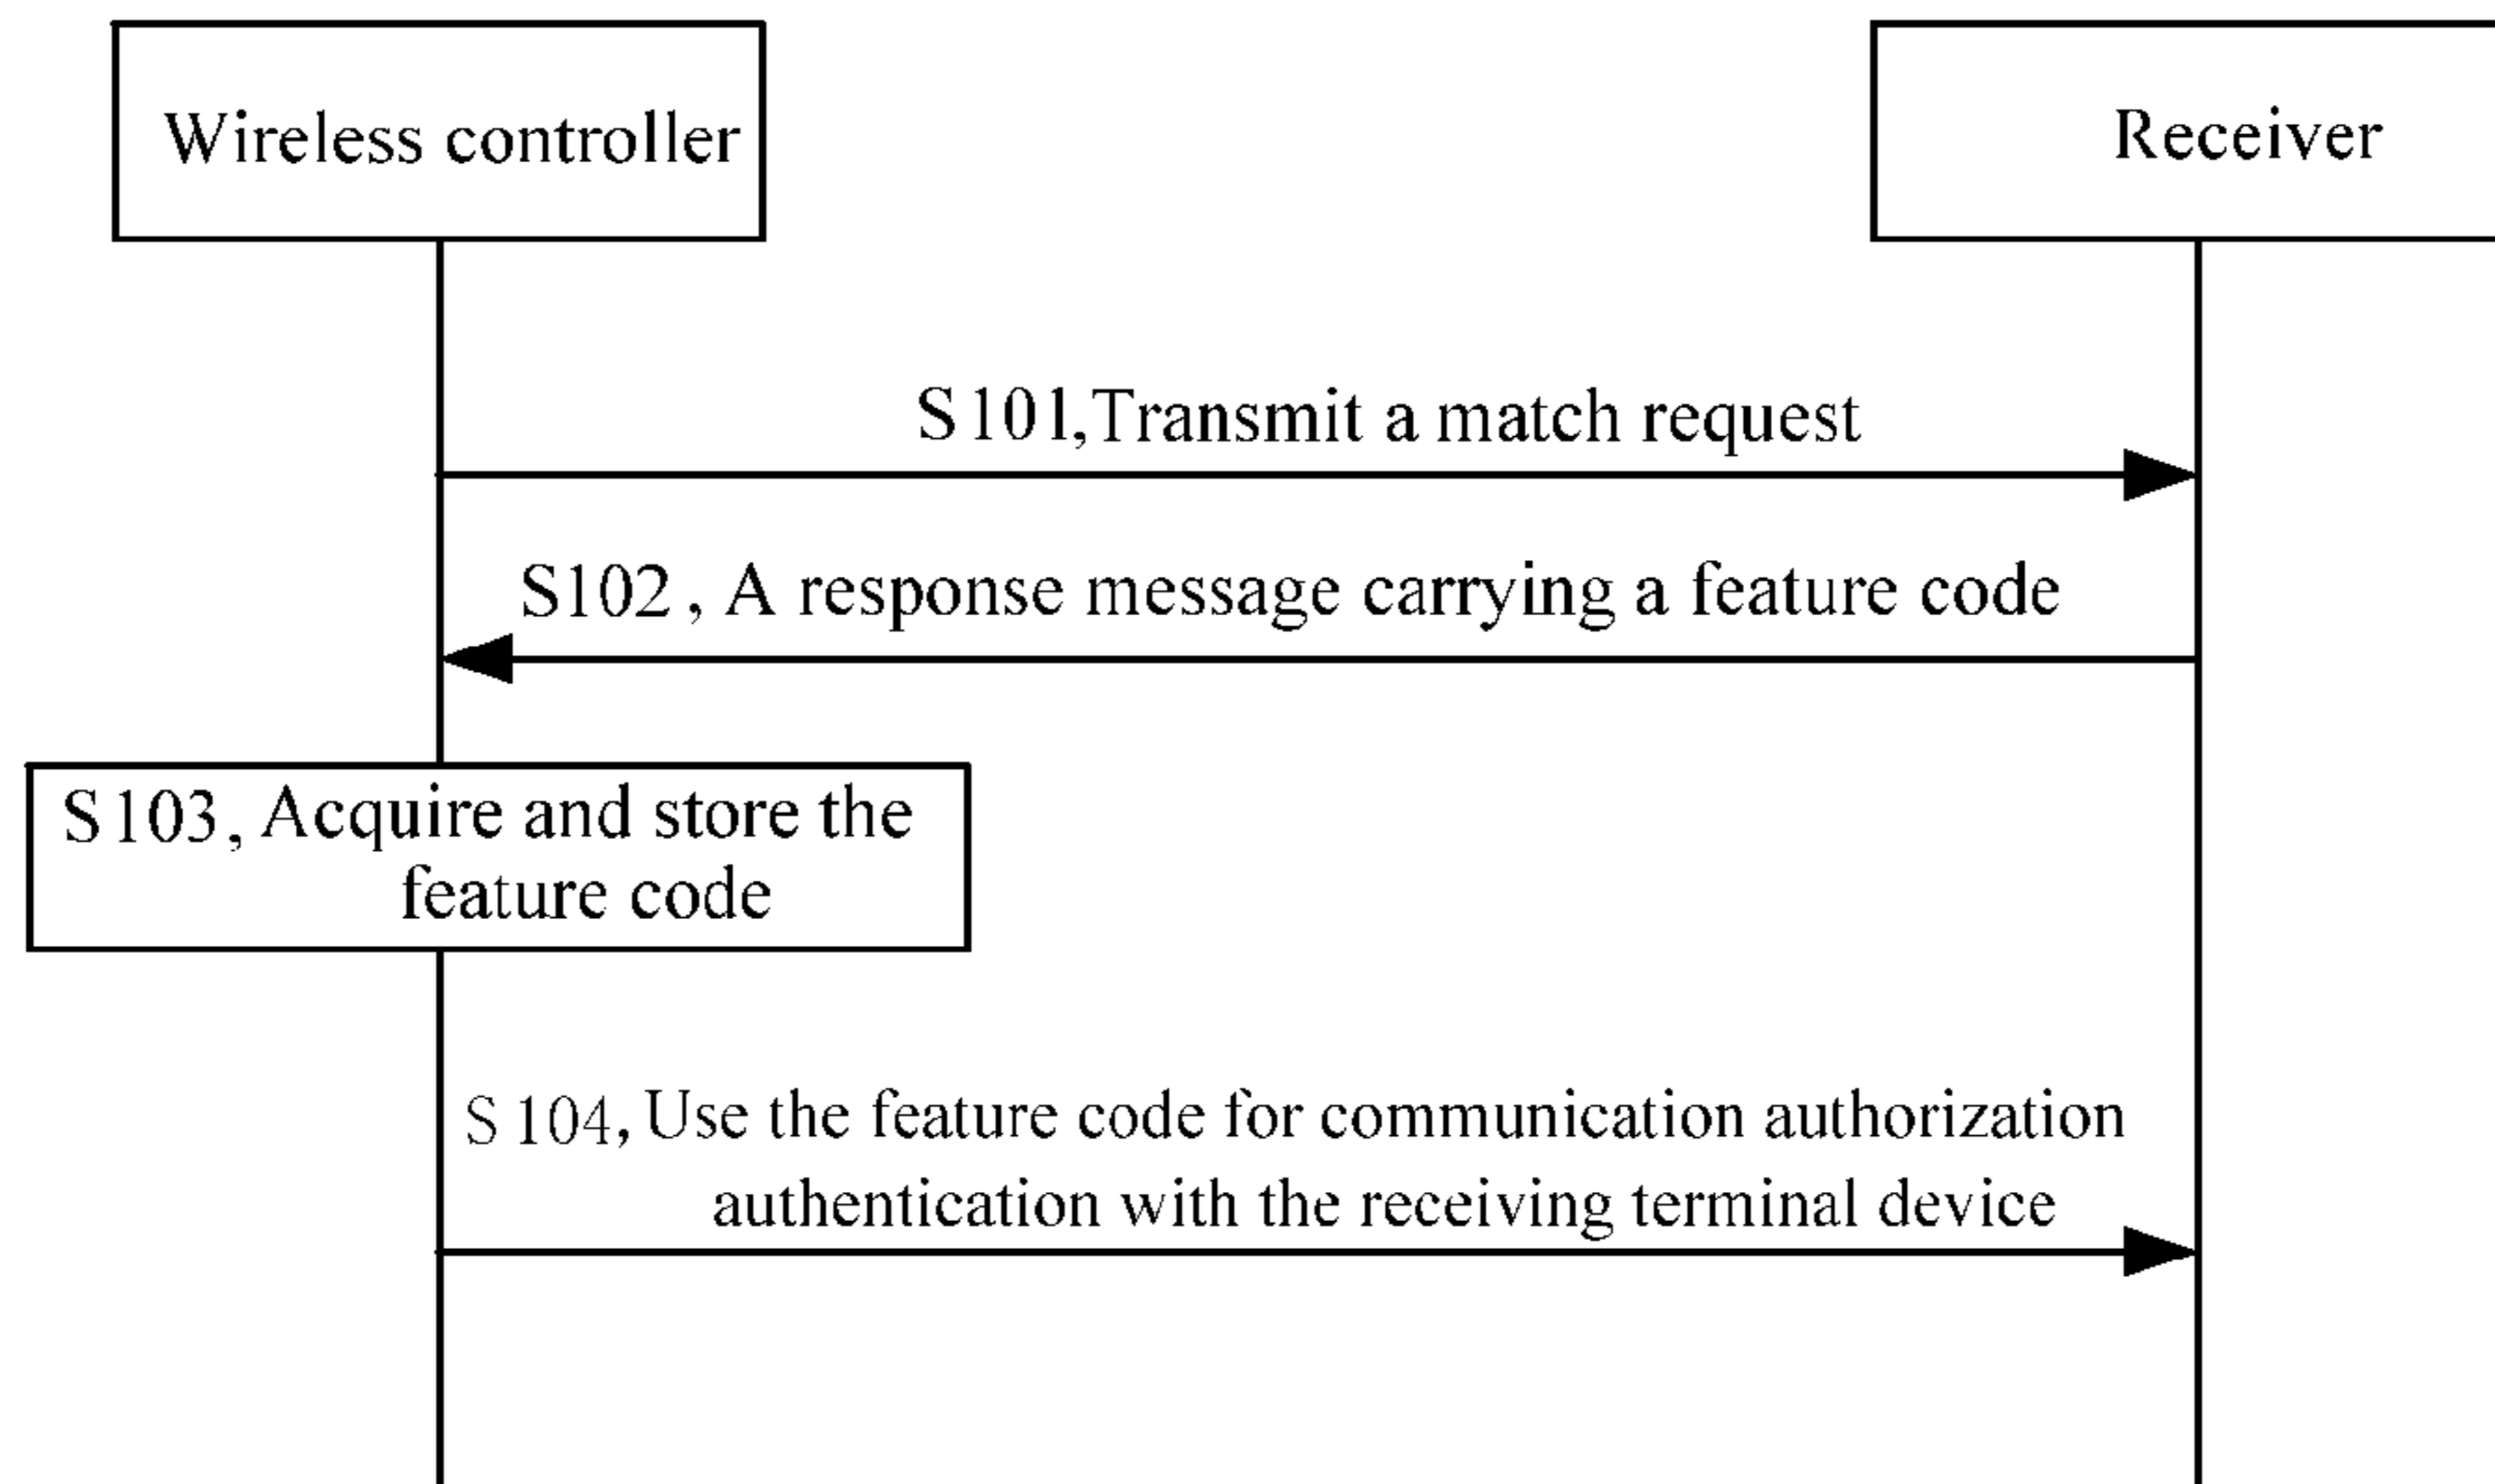 Wireless controller
Receiver
S101,Transmit a match request
S102, A response message carrying a feature code
S103, Acquire and store the
feature code
S104, Use the feature code for communication authorization
authentication with the receiving terminal device